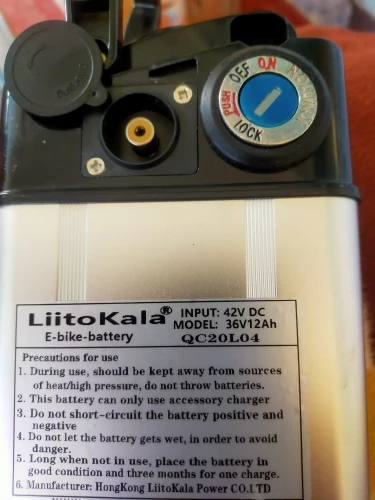 OFF ON
PUSH
LOCK
LiitoKala®
E-bike-battery
INPUT: 42V DC
MODEL: 36V12Ah
QC20L04
Precautions for use
1. During use, should be kept away from sources
of heat/high pressure, do not throw batteries.
2. This battery can only use accessory charger
3. Do not short-circuit the battery positive and
negative
4. Do not let the battery gets wet, in order to avoid
danger.
5. Long when not in use, place the battery in
good condition and three months for one charge.
6. Manufacturer: HongKong LiitoKala Power CO.LTD